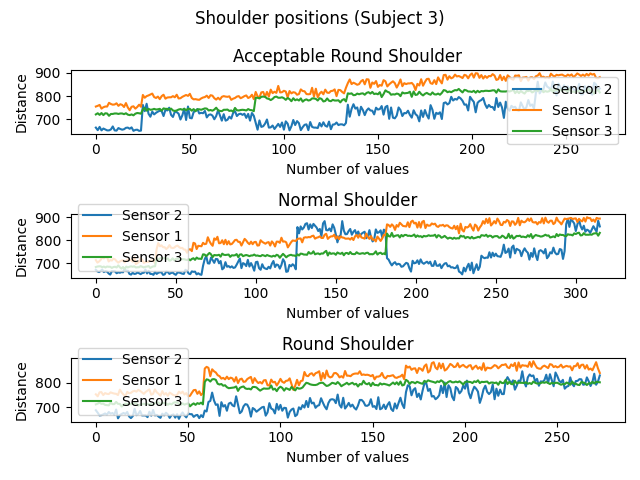 Shoulder positions (Subject 3)
Acceptable Round Shoulder
Distance
900
800
700
Sensor 2
Sensor 1
Sensor 3
0 50 100 150 200 250
Number of values
Normal Shoulder
Distance
900
800
700
Sensor 2
Sensor 1
Sensor 3
0 50 100 150 200 250 300
Number of values
Round Shoulder
Distance
800
700
Sensor 2
Sensor 1
Sensor 3
0 50 100 150 200 250
Number of values